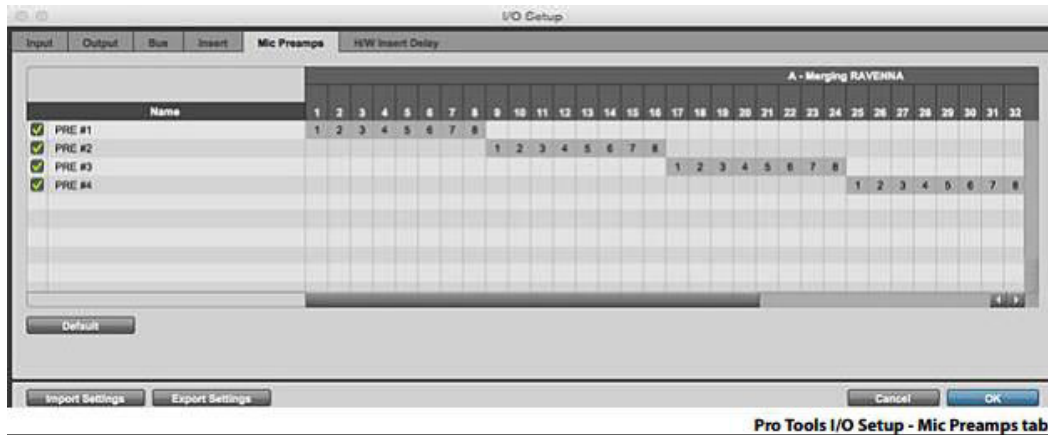 I/O Setup
Input Output Bus Insert Mic Preamps H/W Insert Delay
A - Merging RAVENNA
Name 1 2 3 4 5 6 7 8 9 10 11 12 13 14 15 16 17 18 19 20 21 22 23 24 25 26 27 28 29 30 31 32
PRE #1 1 2 3 4 5 6 7 8
PRE #2 1 2 3 4 5 6 7 8
PRE #3 1 2 3 4 5 6 7 8
PRE #4 1 2 3 4 5 6 7 8
Default
Import Settings Export Settings Cancel OK
Pro Tools I/O Setup - Mic Preamps tab